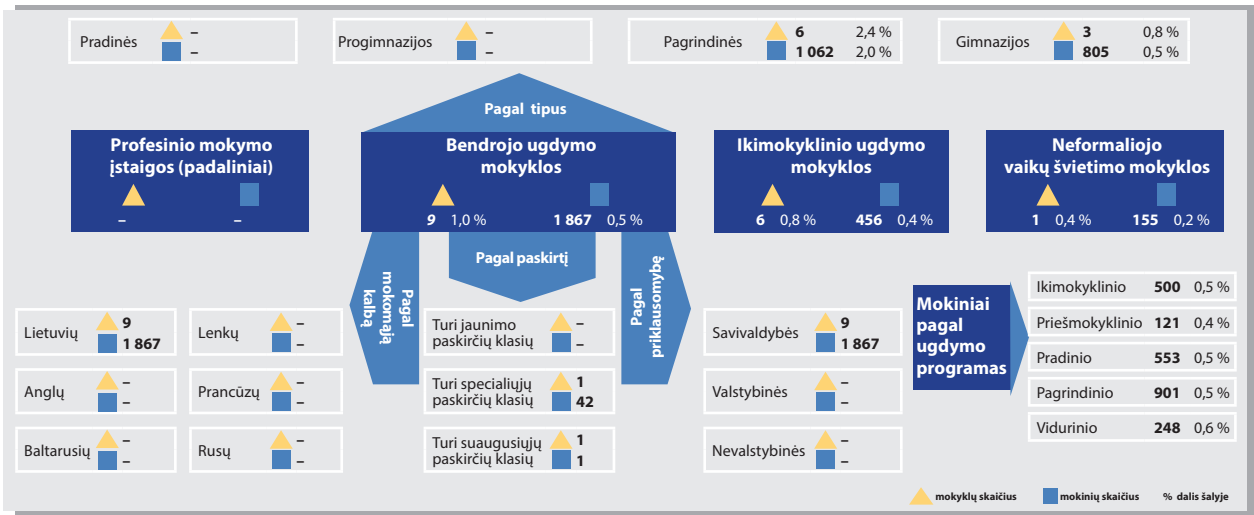 Pradinės
–
–
Progimnazijos
–
–
Pagrindinės
6 2,4 %
1 062 2,0 %
Gimnazijos
3 0,8 %
805 0,5 %
Pagal tipus
Profesinio mokymo
įstaigos (padaliniai)
– –
Bendrojo ugdymo
mokyklos
9 1,0 % 1 867 0,5 %
Ikimokyklinio ugdymo
mokyklos
6 0,8 % 456 0,4 %
Neformaliojo
vaikų švietimo mokyklos
1 0,4 % 155 0,2 %
Pagal
mokomąją
kalbą
Pagal paskirtį
Pagal
priklausomybę
Lietuvių
9
1 867
Lenkų
–
–
Anglų
–
–
Prancūzų
–
–
Baltarusių
–
–
Rusų
–
–
Turi jaunimo
paskirčių klasių
–
–
Turi specialiųjų
paskirčių klasių
1
42
Turi suaugusiųjų
paskirčių klasių
1
1
Savivaldybės
9
1 867
Valstybinės
–
–
Nevalstybinės
–
–
Mokiniai
pagal
ugdymo
programas
Ikimokyklinio 500 0,5 %
Priešmokyklinio 121 0,4 %
Pradinio 553 0,5 %
Pagrindinio 901 0,5 %
Vidurinio 248 0,6 %
mokyklų skaičius mokinių skaičius % dalis šalyje